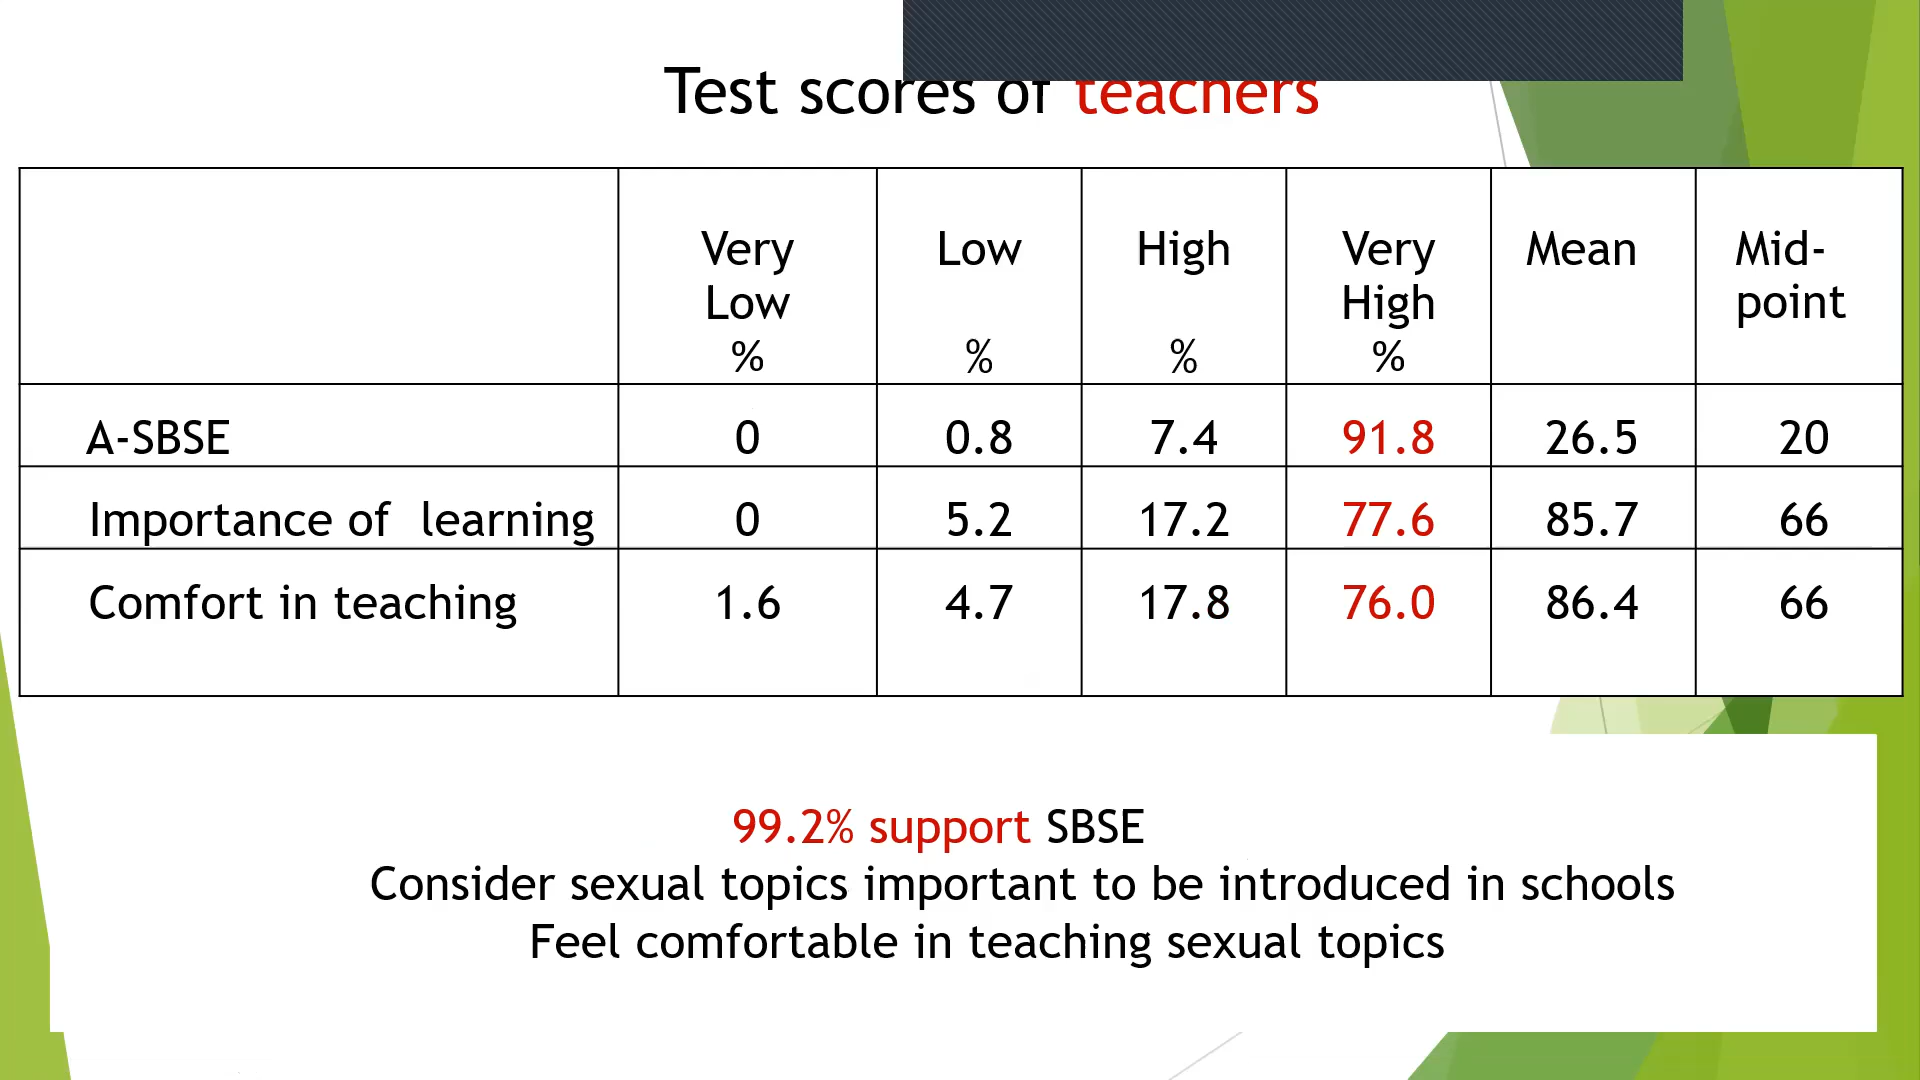 Test scores of teachers
Very Low % Low % High % Very High % Mean Mid-point
A-SBSE 0 0.8 7.4 91.8 26.5 20
Importance of learning 0 5.2 17.2 77.6 85.7 66
Comfort in teaching 1.6 4.7 17.8 76.0 86.4 66
99.2% support SBSE
Consider sexual topics important to be introduced in schools
Feel comfortable in teaching sexual topics